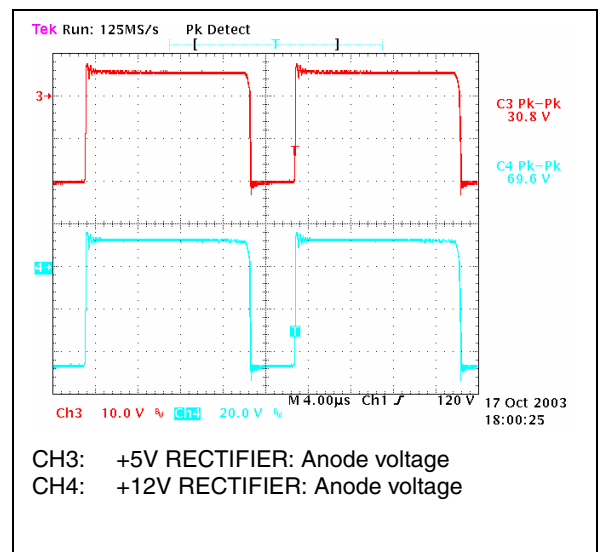 Tek Run: 125MS/s Pk Detect
[ T ]
3→
C3 Pk–Pk
30.8 V
T
C4 Pk–Pk
69.6 V
4→
T
M 4.00µs Ch1 ƒ 120 V
Ch3 10.0 V Ch4 20.0 V
17 Oct 2003
18:00:25
CH3: +5V RECTIFIER: Anode voltage
CH4: +12V RECTIFIER: Anode voltage